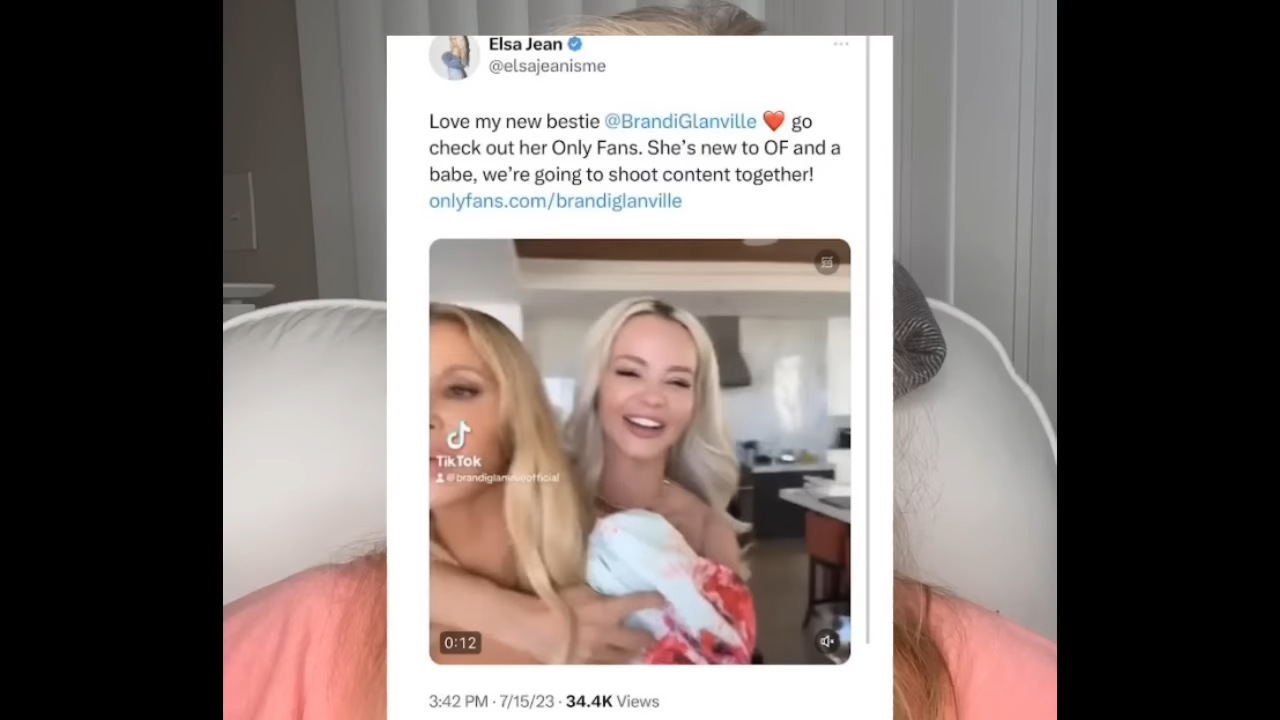 Elsa Jean
@elsajeanisme
Love my new bestie @BrandiGlanville ❤️ go
check out her Only Fans. She’s new to OF and a
babe, we’re going to shoot content together!
onlyfans.com/brandiglanville
TikTok
@brandiglanvilleofficial
0:12
3:42 PM · 7/15/23 · 34.4K Views